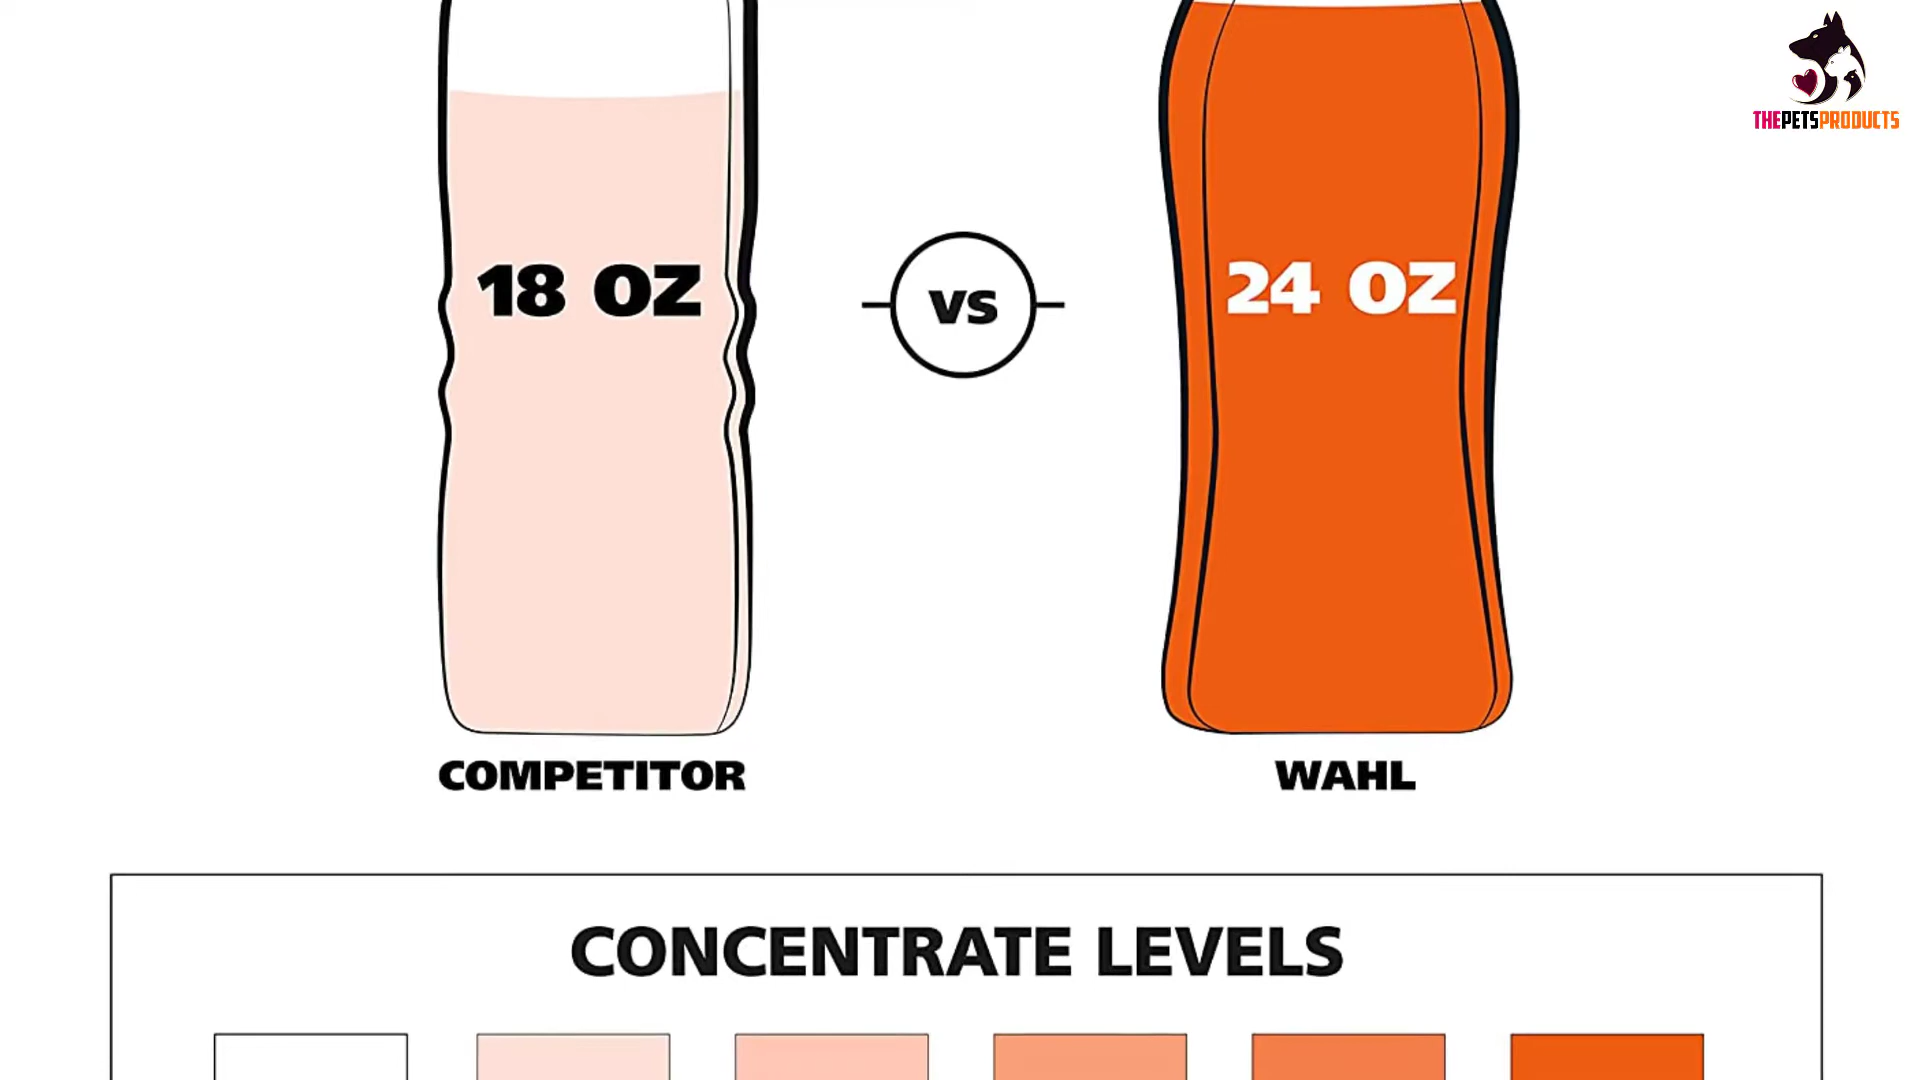 THEPETSPRODUCTS
18 OZ
VS
24 OZ
COMPETITOR
WAHL
CONCENTRATE LEVELS